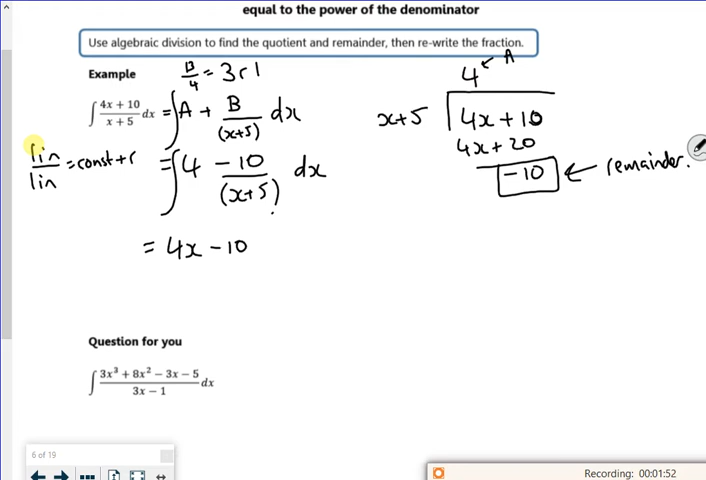 equal to the power of the denominator
Use algebraic division to find the quotient and remainder, then re-write the fraction.
Example
13/4 = 3 r 1
∫ (4x + 10)/(x + 5) dx = ∫ A + B/(x+5) dx
lin/lin = const + r
= ∫ 4 - 10/(x+5) dx
= 4x - 10
4 ← A
x+5 | 4x + 10
4x + 20
-10 ← remainder.
Question for you
∫ (3x³ + 8x² − 3x − 5)/(3x − 1) dx
6 of 19
Recording: 00:01:52